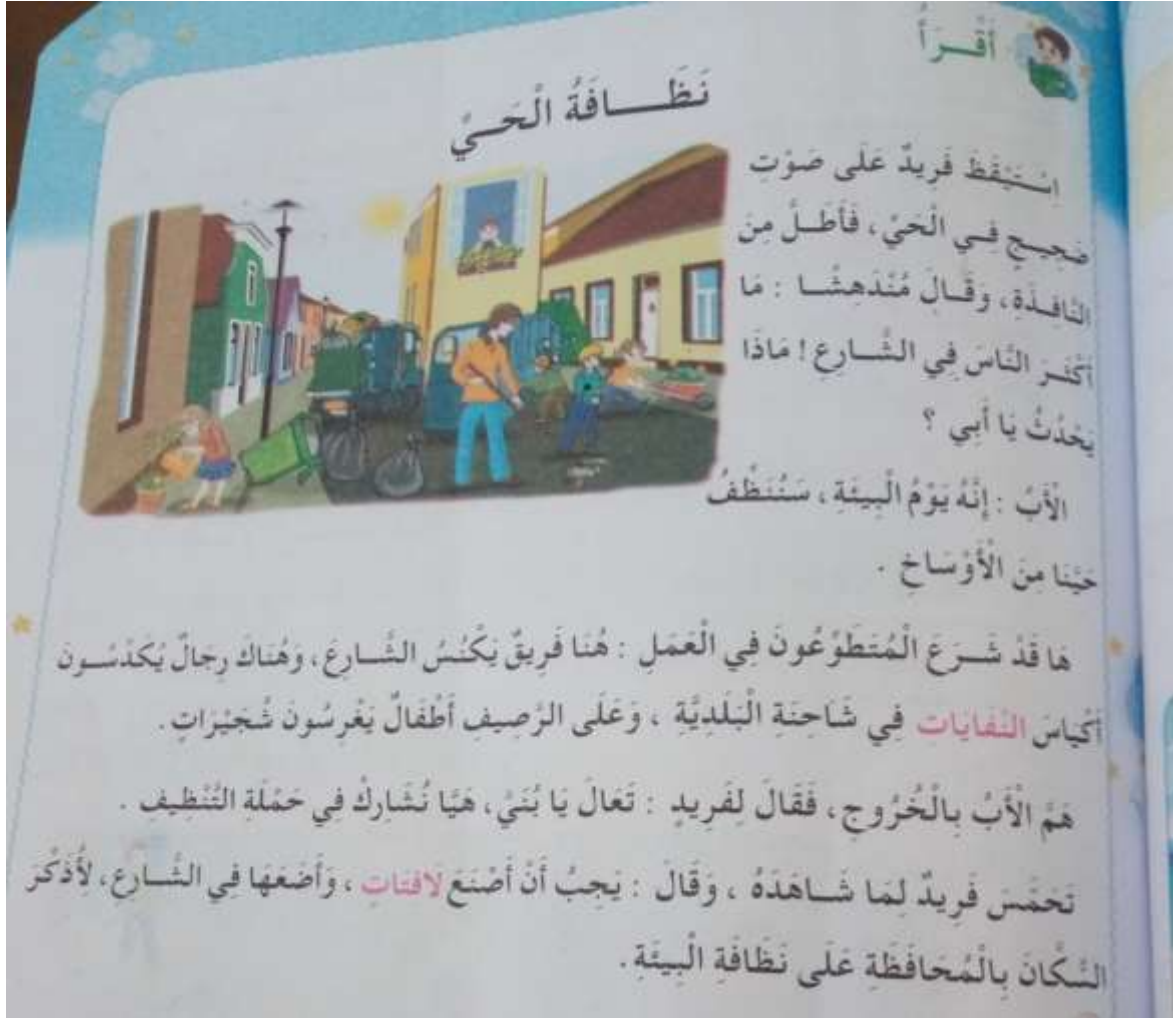 أَقْرَأُ
نَظَافَةُ الْحَيِّ
اِسْتَيْقَظَ فَرِيدٌ عَلَى صَوْتِ
ضَجِيجٍ فِي الْحَيِّ، فَأَطَلَّ مِنَ
النَّافِذَةِ، وَقَالَ مُنْدَهِشًا : مَا
أَكْثَرَ النَّاسَ فِي الشَّارِعِ ! مَاذَا
يَحْدُثُ يَا أَبِي ؟
الْأَبُ : إِنَّهُ يَوْمُ الْبِيئَةِ، سَنُنَظِّفُ
حَيَّنَا مِنَ الْأَوْسَاخِ .
هَا قَدْ شَرَعَ الْمُتَطَوِّعُونَ فِي الْعَمَلِ : هُنَا فَرِيقٌ يَكْنُسُ الشَّارِعَ، وَهُنَاكَ رِجَالٌ يُكَدِّسُونَ
أَكْيَاسَ النُّفَايَاتِ فِي شَاحِنَةِ الْبَلَدِيَّةِ ، وَعَلَى الرَّصِيفِ أَطْفَالٌ يَغْرِسُونَ شُجَيْرَاتٍ .
هَمَّ الْأَبُ بِالْخُرُوجِ، فَقَالَ لِفَرِيدٍ : تَعَالَ يَا بُنَيَّ، هَيَّا نُشَارِكُ فِي حَمْلَةِ التَّنْظِيفِ .
تَحَمَّسَ فَرِيدٌ لِمَا شَاهَدَهُ ، وَقَالَ : يَجِبُ أَنْ أَصْنَعَ لَافِتَاتٍ ، وَأَضَعَهَا فِي الشَّارِعِ، لِأُذَكِّرَ
السُّكَّانَ بِالْمُحَافَظَةِ عَلَى نَظَافَةِ الْبِيئَةِ .